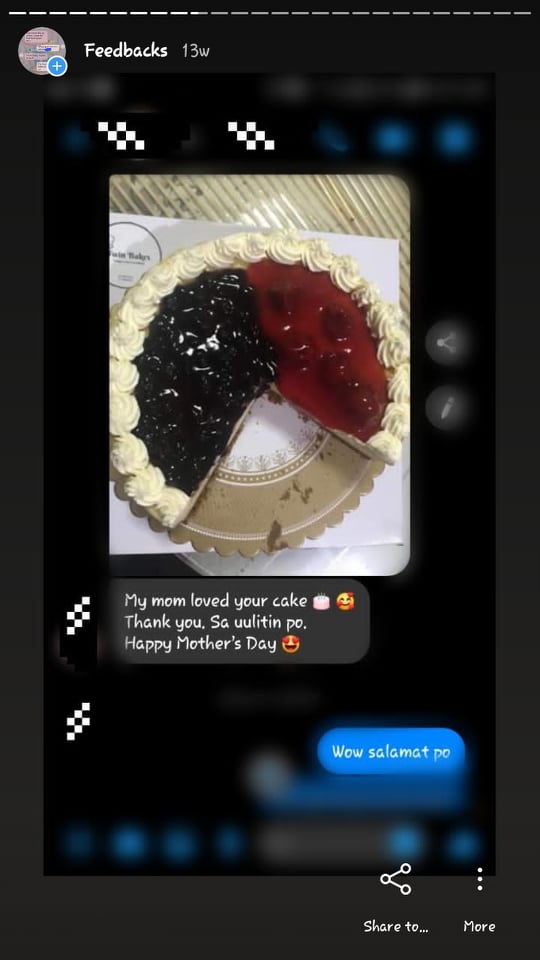 Feedbacks 13w
My mom loved your cake 🍰 🥰
Thank you. Sa uulitin po.
Happy Mother's Day 🤩
Wow salamat po
Share to...
More